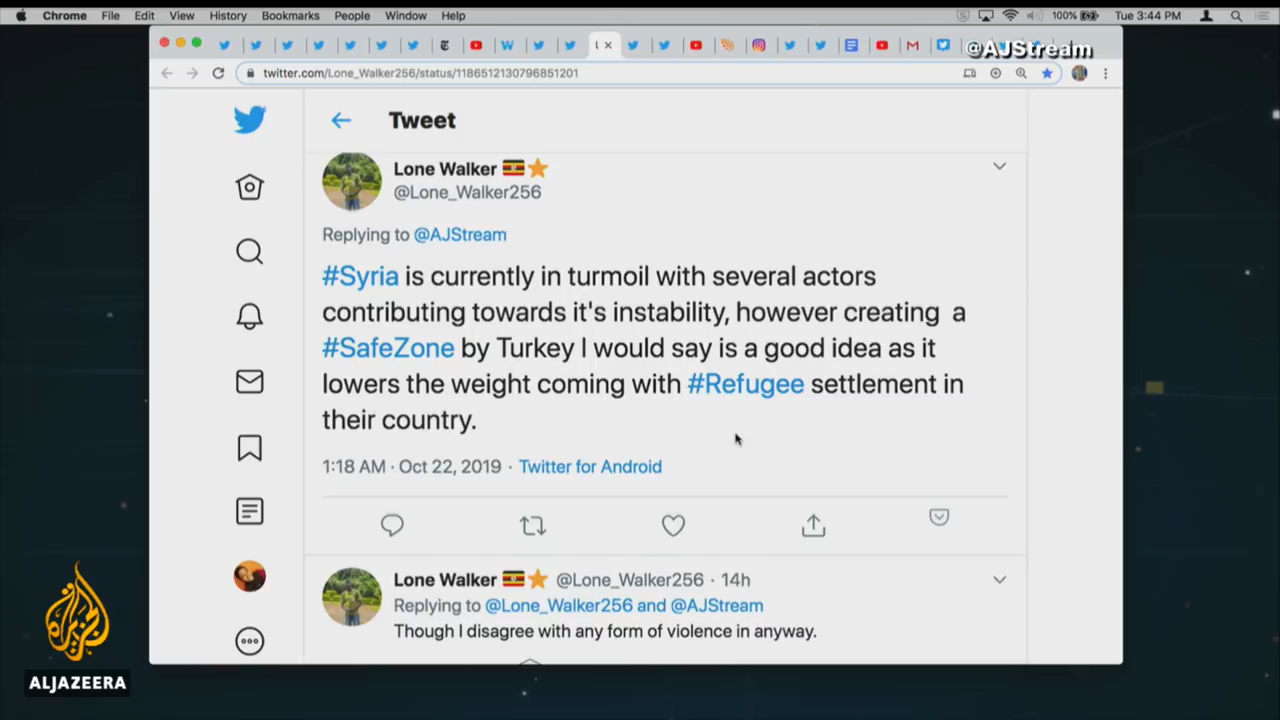 Chrome File Edit View History Bookmarks People Window Help 100% Tue 3:44 PM
@AJStream
twitter.com/Lone_Walker256/status/1186512130796851201
Tweet
Lone Walker
@Lone_Walker256
Replying to @AJStream
#Syria is currently in turmoil with several actors
contributing towards it's instability, however creating a
#SafeZone by Turkey I would say is a good idea as it
lowers the weight coming with #Refugee settlement in
their country.
1:18 AM · Oct 22, 2019 · Twitter for Android
Lone Walker @Lone_Walker256 · 14h
Replying to @Lone_Walker256 and @AJStream
Though I disagree with any form of violence in anyway.
ALJAZEERA